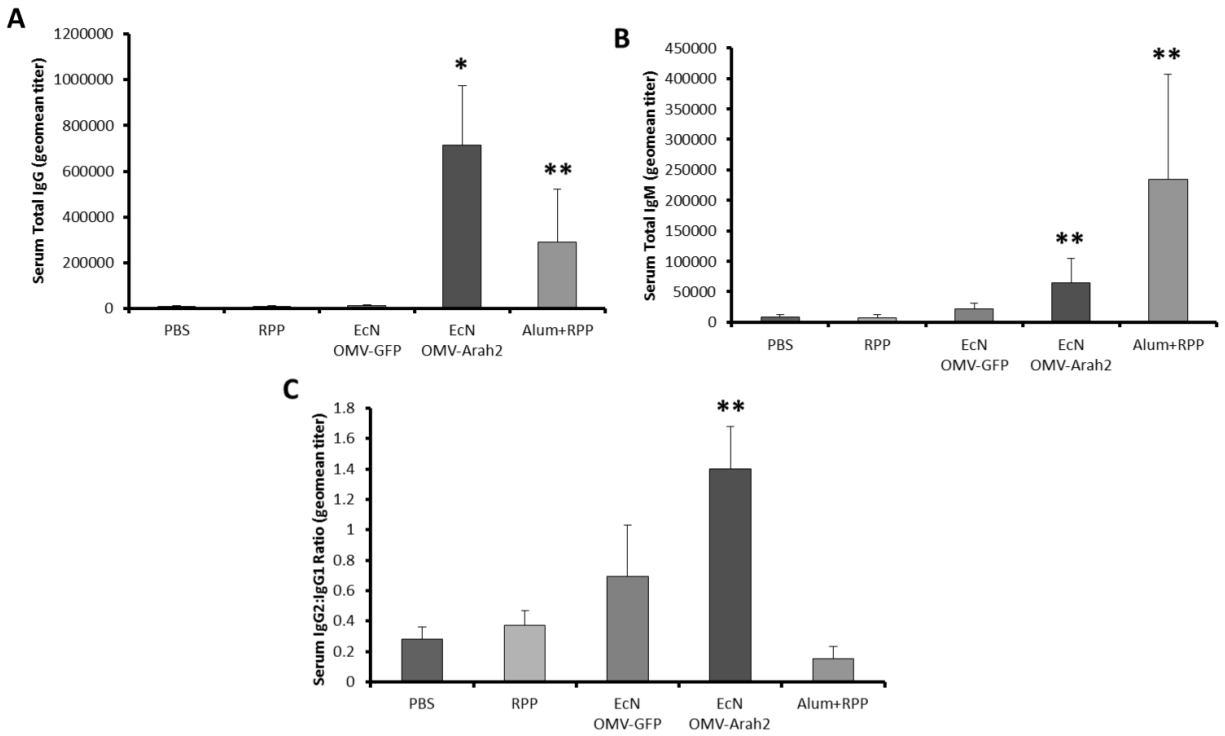 A
Serum Total IgG (geomean titer)
1200000
1000000
800000
600000
400000
200000
0
*
**
PBS
RPP
EcN
OMV-GFP
EcN
OMV-Arah2
Alum+RPP
B
Serum Total IgM (geomean titer)
450000
400000
350000
300000
250000
200000
150000
100000
50000
0
**
**
PBS
RPP
EcN
OMV-GFP
EcN
OMV-Arah2
Alum+RPP
C
Serum IgG2:IgG1 Ratio (geomean titer)
1.8
1.6
1.4
1.2
1
0.8
0.6
0.4
0.2
0
**
PBS
RPP
EcN
OMV-GFP
EcN
OMV-Arah2
Alum+RPP